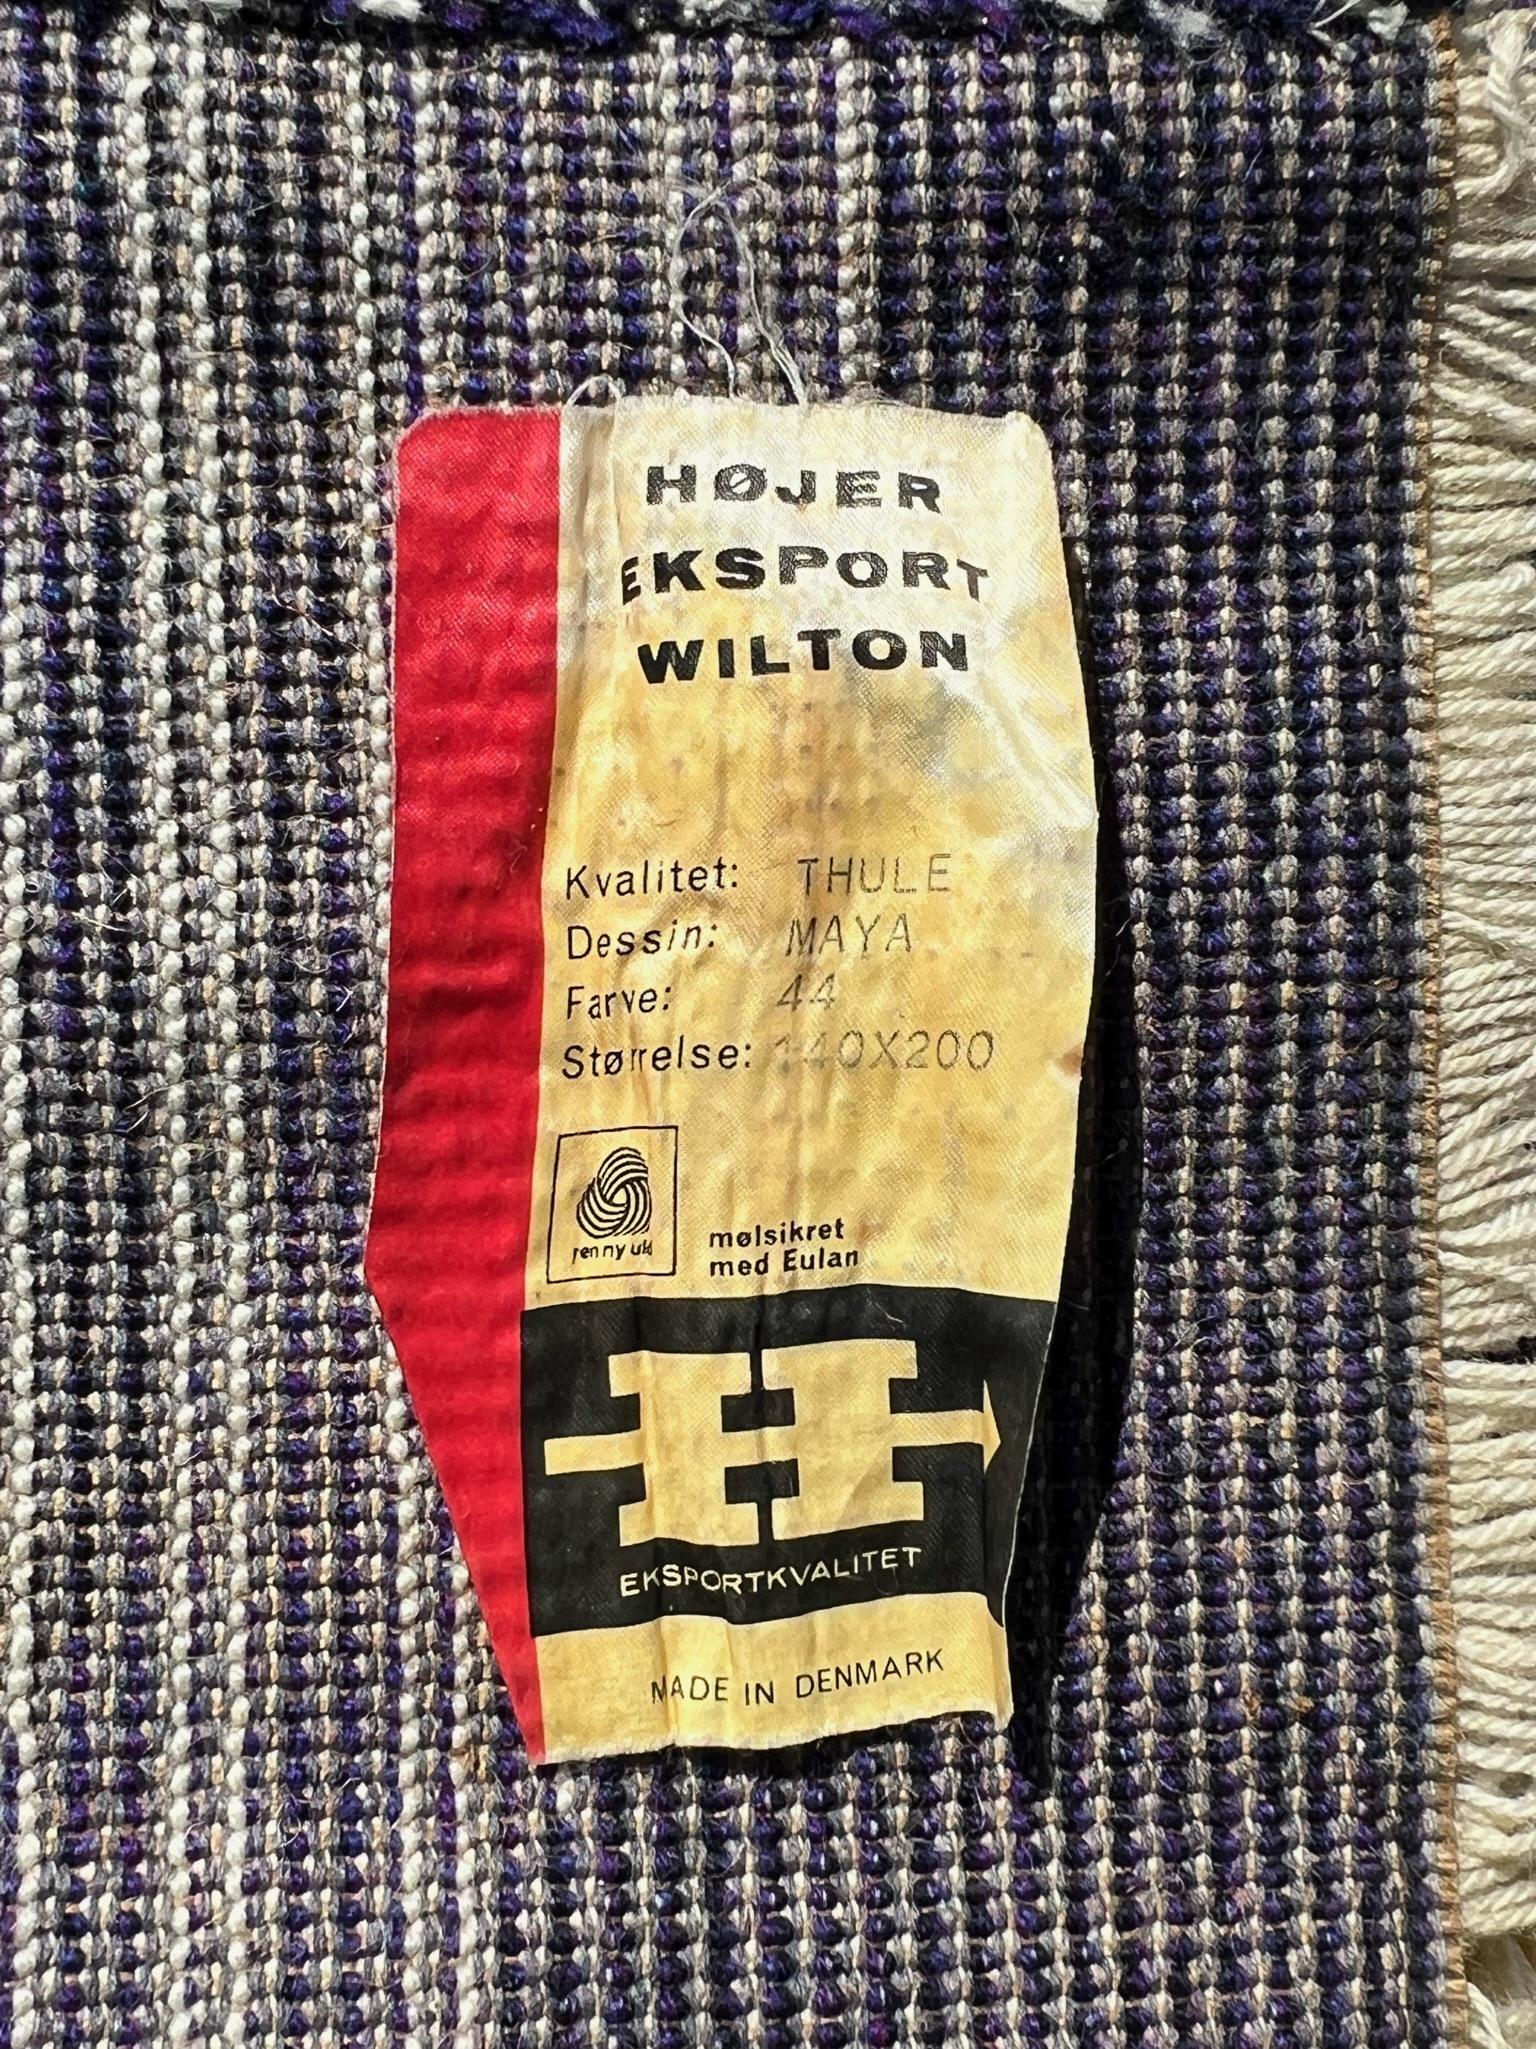 HØJER
EKSPORT
WILTON
Kvalitet: THULE
Dessin: MAYA
Farve: 44
Størrelse: 140X200
ren ny uld
mølsikret
med Eulan
H
EKSPORTKVALITET
MADE IN DENMARK